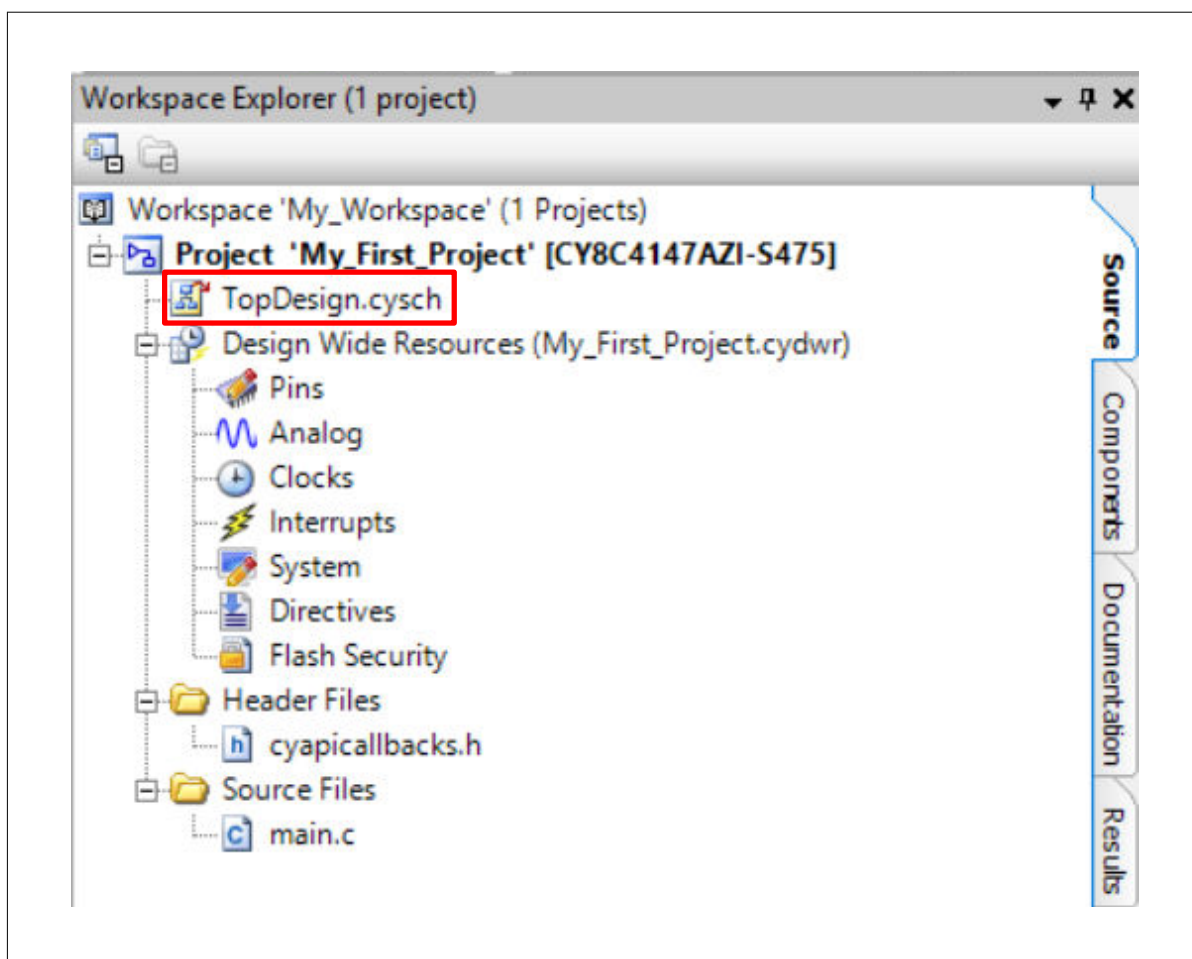 Workspace Explorer (1 project)
Workspace 'My_Workspace' (1 Projects)
Project 'My_First_Project' [CY8C4147AZI-S475]
TopDesign.cysch
Design Wide Resources (My_First_Project.cydwr)
Pins
Analog
Clocks
Interrupts
System
Directives
Flash Security
Header Files
h cyapicallbacks.h
Source Files
C main.c
Source
Components
Documentation
Results